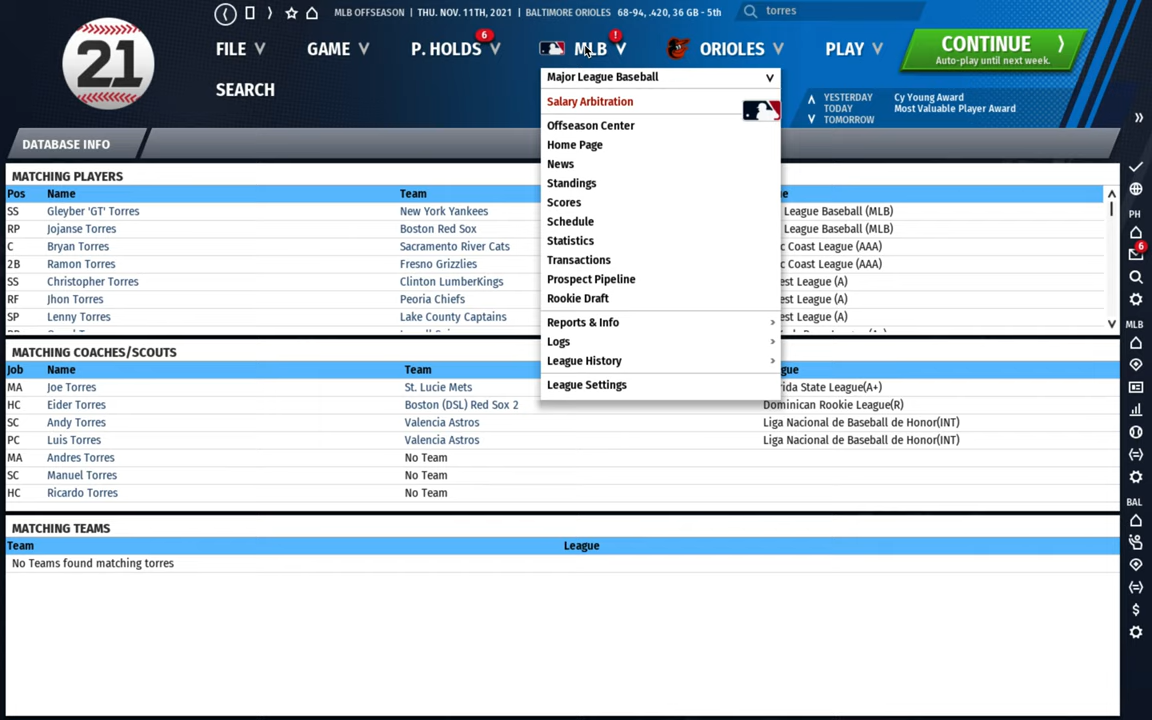 MLB OFFSEASON | THU. NOV. 11TH, 2021 | BALTIMORE ORIOLES 68-94, .420, 36 GB - 5th torres
21
FILE GAME P. HOLDS 6 MLB ! ORIOLES PLAY CONTINUE
Auto-play until next week.
SEARCH
YESTERDAY Cy Young Award
TODAY Most Valuable Player Award
TOMORROW
Major League Baseball
Salary Arbitration
Offseason Center
Home Page
News
Standings
Scores
Schedule
Statistics
Transactions
Prospect Pipeline
Rookie Draft
Reports & Info
Logs
League History
League Settings
DATABASE INFO
MATCHING PLAYERS
Pos Name Team
SS Gleyber 'GT' Torres New York Yankees League Baseball (MLB)
RP Jojanse Torres Boston Red Sox League Baseball (MLB)
C Bryan Torres Sacramento River Cats c Coast League (AAA)
2B Ramon Torres Fresno Grizzlies c Coast League (AAA)
SS Christopher Torres Clinton LumberKings est League (A)
RF Jhon Torres Peoria Chiefs est League (A)
SP Lenny Torres Lake County Captains est League (A)
MATCHING COACHES/SCOUTS
Job Name Team gue
MA Joe Torres St. Lucie Mets rida State League(A+)
HC Eider Torres Boston (DSL) Red Sox 2 Dominican Rookie League(R)
SC Andy Torres Valencia Astros Liga Nacional de Baseball de Honor(INT)
PC Luis Torres Valencia Astros Liga Nacional de Baseball de Honor(INT)
MA Andres Torres No Team
SC Manuel Torres No Team
HC Ricardo Torres No Team
MATCHING TEAMS
Team League
No Teams found matching torres
PH
6
MLB
BAL
$